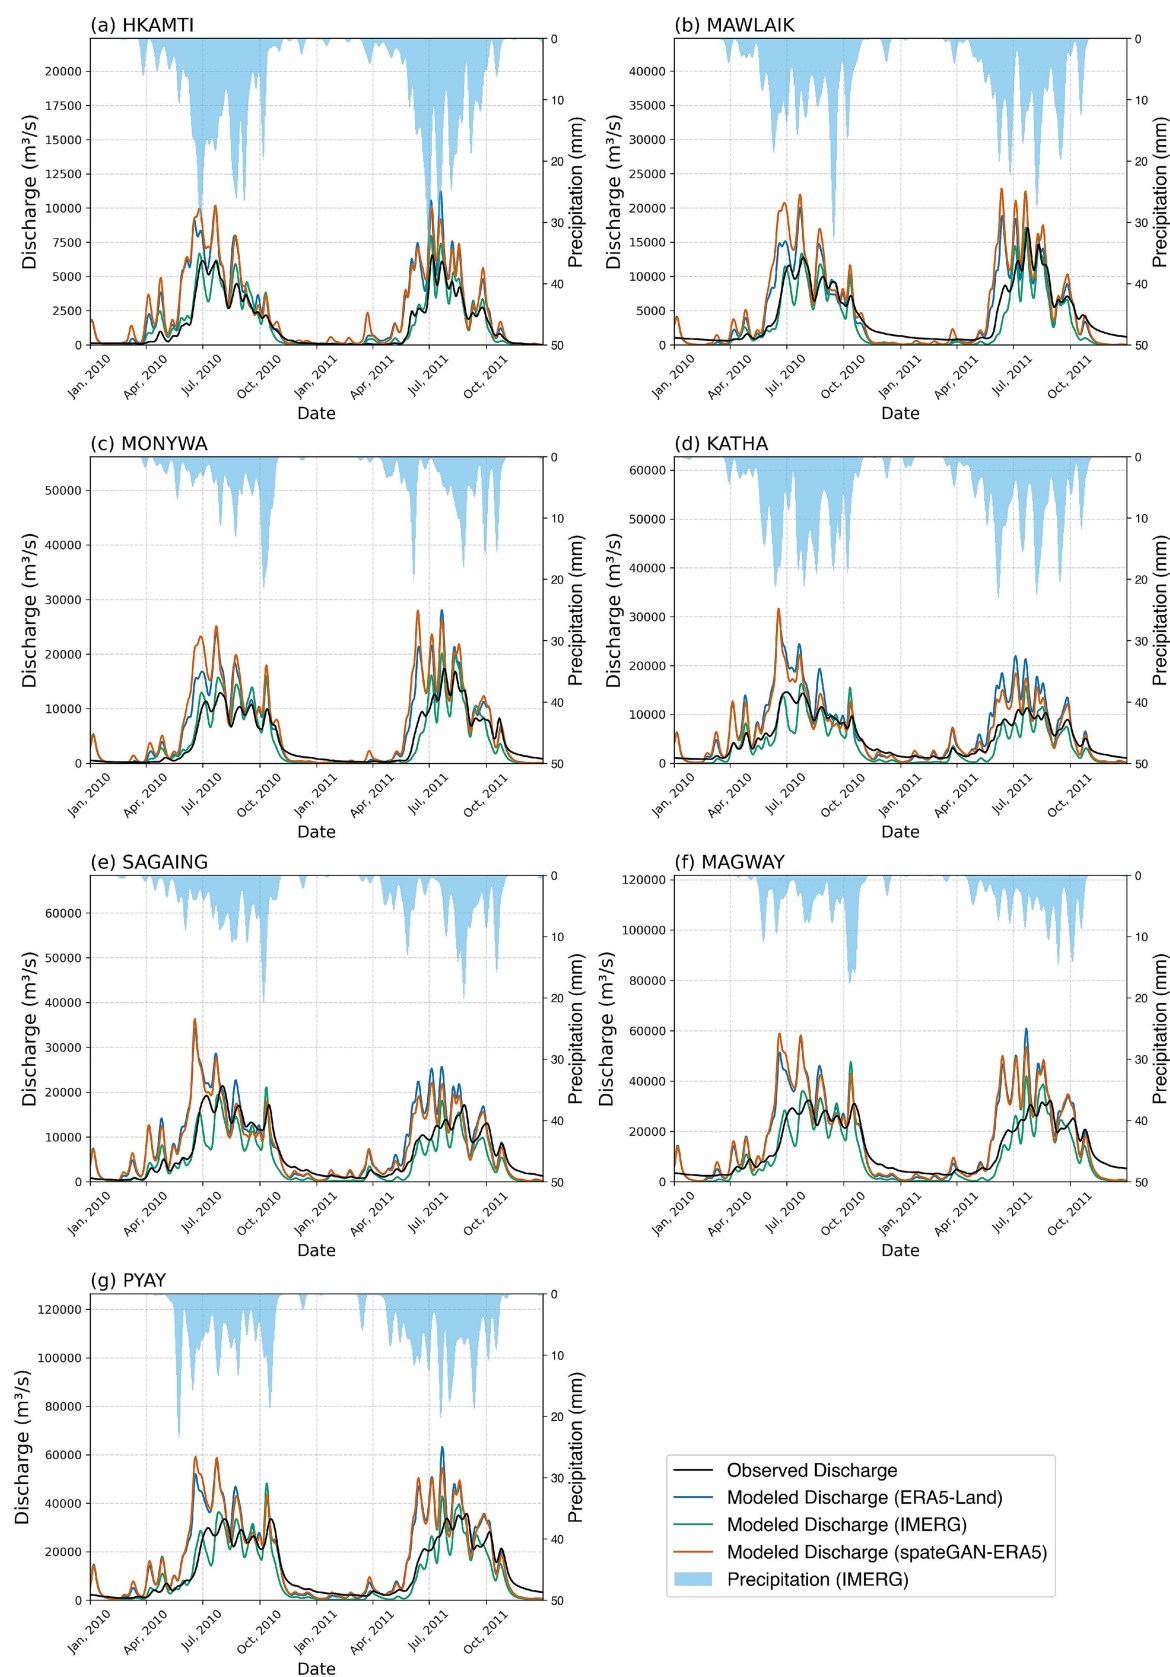 (a) HKAMTI
Discharge (m³/s)
20000
17500
15000
12500
10000
7500
5000
2500
0
0
10
20
30
40
50
Precipitation (mm)
Jan, 2010
Apr, 2010
Jul, 2010
Oct, 2010
Jan, 2011
Apr, 2011
Jul, 2011
Oct, 2011
Date
(b) MAWLAIK
Discharge (m³/s)
40000
35000
30000
25000
20000
15000
10000
5000
0
0
10
20
30
40
50
Precipitation (mm)
Jan, 2010
Apr, 2010
Jul, 2010
Oct, 2010
Jan, 2011
Apr, 2011
Jul, 2011
Oct, 2011
Date
(c) MONYWA
Discharge (m³/s)
50000
40000
30000
20000
10000
0
0
10
20
30
40
50
Precipitation (mm)
Jan, 2010
Apr, 2010
Jul, 2010
Oct, 2010
Jan, 2011
Apr, 2011
Jul, 2011
Oct, 2011
Date
(d) KATHA
Discharge (m³/s)
60000
50000
40000
30000
20000
10000
0
0
10
20
30
40
50
Precipitation (mm)
Jan, 2010
Apr, 2010
Jul, 2010
Oct, 2010
Jan, 2011
Apr, 2011
Jul, 2011
Oct, 2011
Date
(e) SAGAING
Discharge (m³/s)
60000
50000
40000
30000
20000
10000
0
0
10
20
30
40
50
Precipitation (mm)
Jan, 2010
Apr, 2010
Jul, 2010
Oct, 2010
Jan, 2011
Apr, 2011
Jul, 2011
Oct, 2011
Date
(f) MAGWAY
Discharge (m³/s)
120000
100000
80000
60000
40000
20000
0
0
10
20
30
40
50
Precipitation (mm)
Jan, 2010
Apr, 2010
Jul, 2010
Oct, 2010
Jan, 2011
Apr, 2011
Jul, 2011
Oct, 2011
Date
(g) PYAY
Discharge (m³/s)
120000
100000
80000
60000
40000
20000
0
0
10
20
30
40
50
Precipitation (mm)
Jan, 2010
Apr, 2010
Jul, 2010
Oct, 2010
Jan, 2011
Apr, 2011
Jul, 2011
Oct, 2011
Date
Observed Discharge
Modeled Discharge (ERA5-Land)
Modeled Discharge (IMERG)
Modeled Discharge (spateGAN-ERA5)
Precipitation (IMERG)